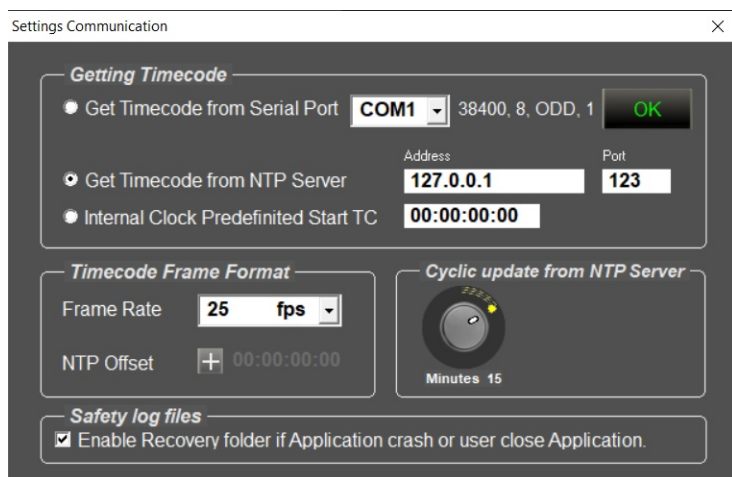 Settings Communication
Getting Timecode
Get Timecode from Serial Port COM1 38400, 8, ODD, 1 OK
Address Port
Get Timecode from NTP Server 127.0.0.1 123
Internal Clock Predefinited Start TC 00:00:00:00
Timecode Frame Format
Frame Rate 25 fps
NTP Offset + 00:00:00:00
Cyclic update from NTP Server
Minutes 15
Safety log files
Enable Recovery folder if Application crash or user close Application.